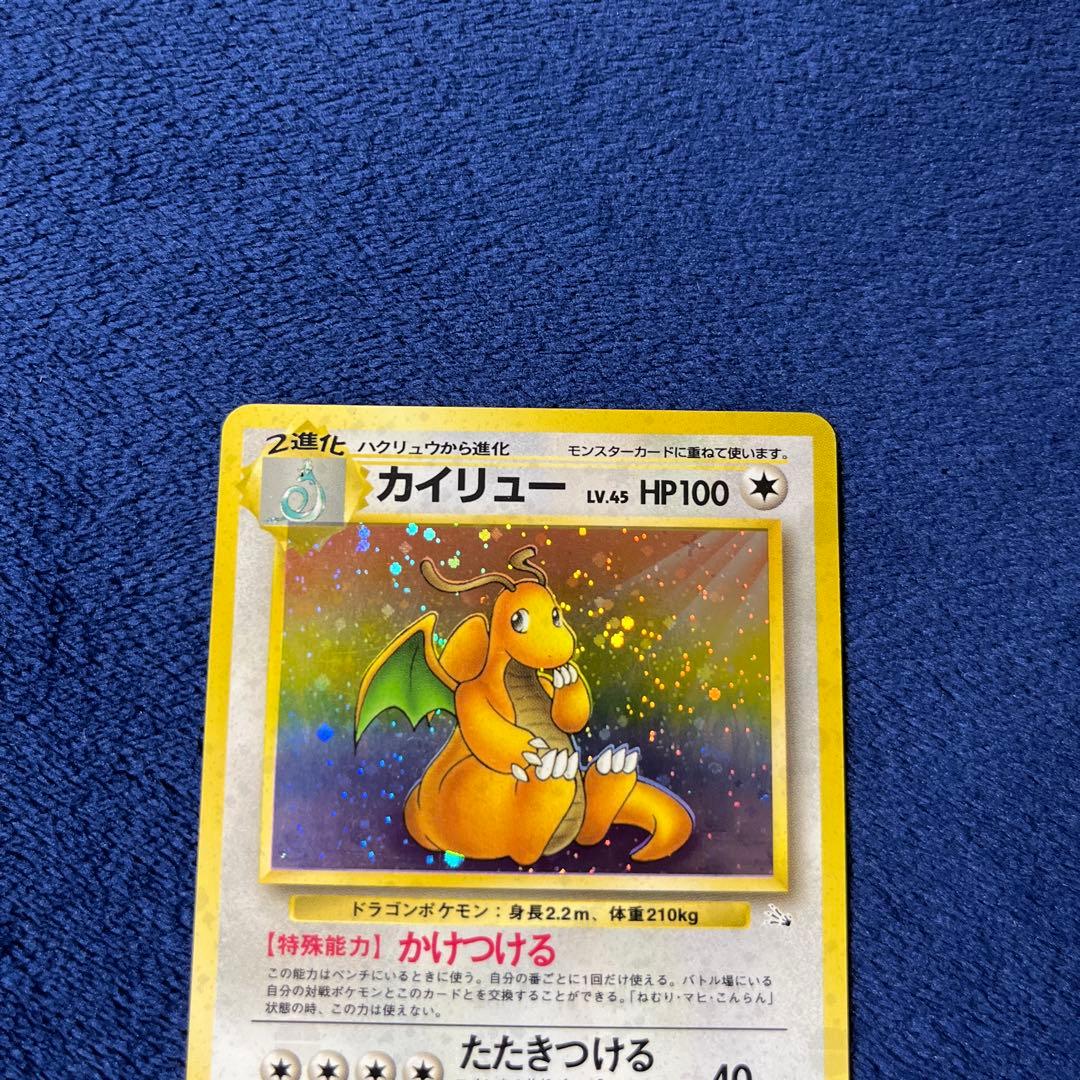 2進化 ハクリュウから進化 モンスターカードに重ねて使います。
カイリュー LV.45 HP100
ドラゴンポケモン：身長2.2m、体重210kg
【特殊能力】 かけつける
この能力はベンチにいるときに使う。自分の番ごとに1回だけ使える。バトル場にいる
自分の対戦ポケモンとこのカードとを交換することができる。「ねむり・マヒ・こんらん」
状態の時、この力は使えない。
たたきつける
40